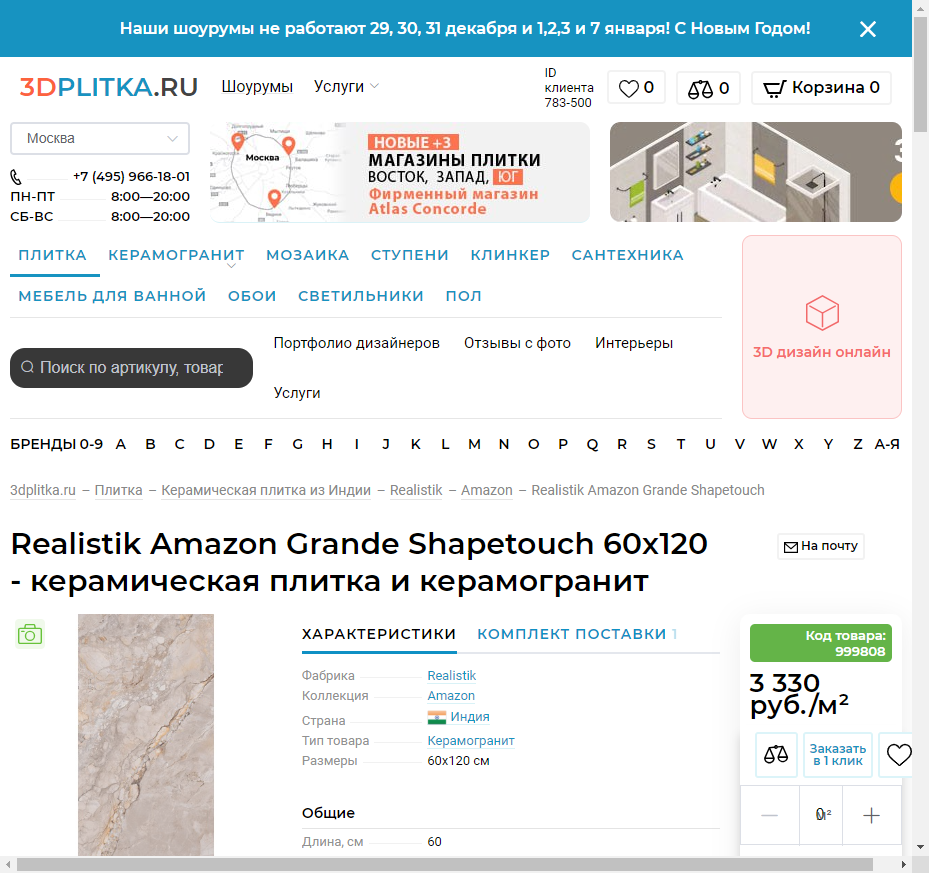 Наши шоурумы не работают 29, 30, 31 декабря и 1,2,3 и 7 января! С Новым Годом!
3DPLITKA.RU
Шоурумы
Услуги
ID клиента 783-500
0
0
Корзина 0
Москва
+7 (495) 966-18-01
ПН-ПТ 8:00—20:00
СБ-ВС 8:00—20:00
Москва
НОВЫЕ +3
МАГАЗИНЫ ПЛИТКИ
ВОСТОК, ЗАПАД, ЮГ
Фирменный магазин
Atlas Concorde
ПЛИТКА КЕРАМОГРАНИТ МОЗАИКА СТУПЕНИ КЛИНКЕР САНТЕХНИКА
МЕБЕЛЬ ДЛЯ ВАННОЙ ОБОИ СВЕТИЛЬНИКИ ПОЛ
3D дизайн онлайн
Поиск по артикулу, товар
Портфолио дизайнеров Отзывы с фото Интерьеры
Услуги
БРЕНДЫ 0-9 A B C D E F G H I J K L M N O P Q R S T U V W X Y Z А-Я
3dplitka.ru – Плитка – Керамическая плитка из Индии – Realistik – Amazon – Realistik Amazon Grande Shapetouch
Realistik Amazon Grande Shapetouch 60x120
- керамическая плитка и керамогранит
На почту
ХАРАКТЕРИСТИКИ КОМПЛЕКТ ПОСТАВКИ 1
Фабрика Realistik
Коллекция Amazon
Страна Индия
Тип товара Керамогранит
Размеры 60x120 см
Общие
Длина, см 60
Код товара:
999808
3 330
руб./м²
Заказать
в 1 клик
0